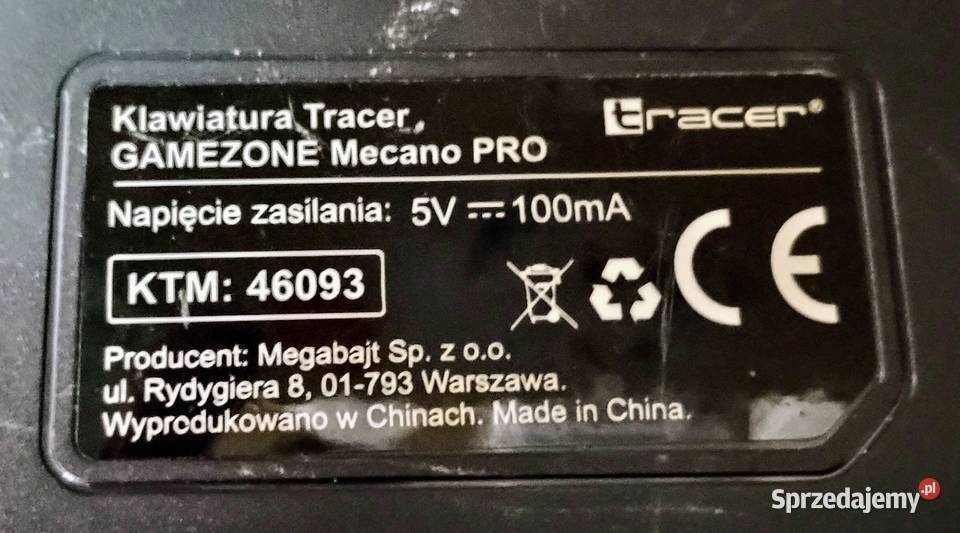 Klawiatura Tracer
GAMEZONE Mecano PRO
tracer®
Napięcie zasilania: 5V ⎓ 100mA
KTM: 46093
CE
Producent: Megabajt Sp. z o.o.
ul. Rydygiera 8, 01-793 Warszawa.
Wyprodukowano w Chinach. Made in China.
Sprzedajemy.pl